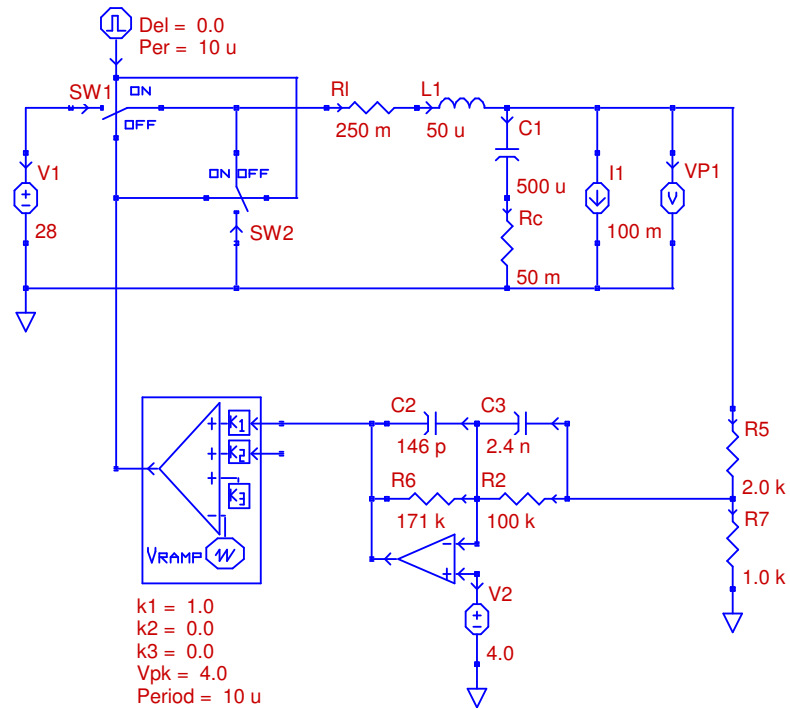 Del = 0.0
Per = 10 u
SW1
ON
OFF
Rl
250 m
L1
50 u
C1
500 u
Rc
50 m
V1
28
ON OFF
SW2
I1
100 m
VP1
V
C2
146 p
C3
2.4 n
R5
2.0 k
R6
171 k
R2
100 k
R7
1.0 k
K1
K2
K3
VRAMP
V2
4.0
k1 = 1.0
k2 = 0.0
k3 = 0.0
Vpk = 4.0
Period = 10 u